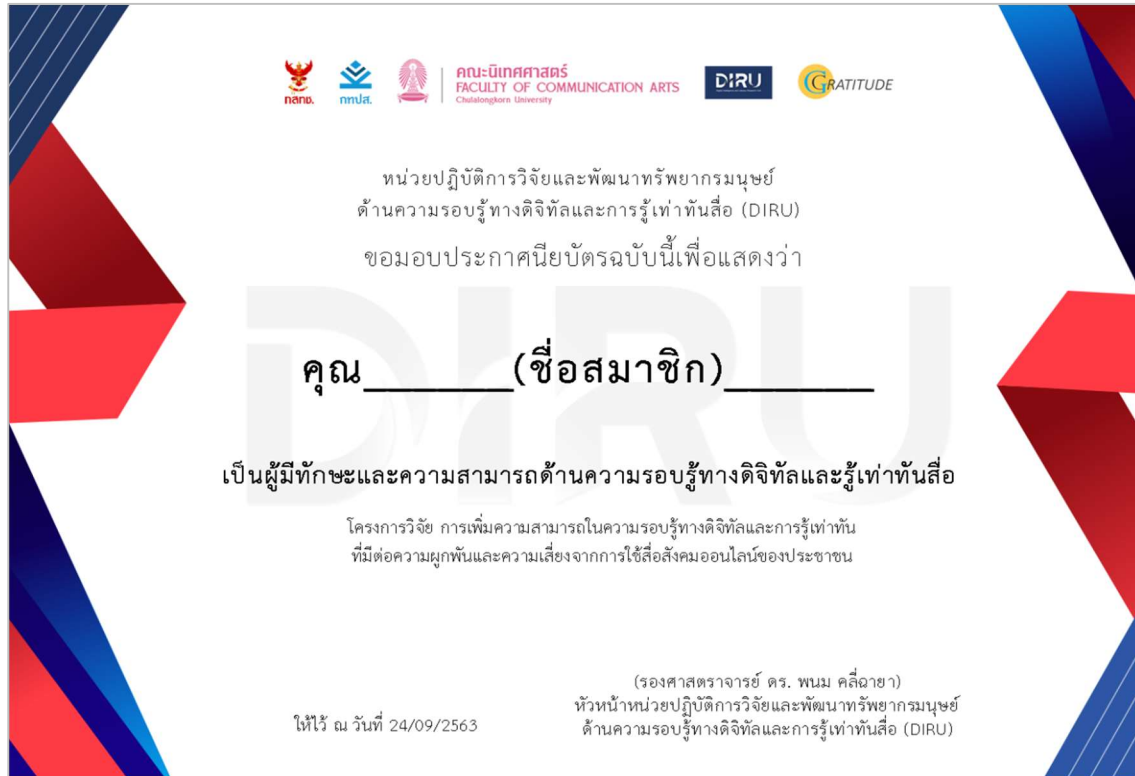 กสทช.
กทปส.
คณะนิเทศศาสตร์
FACULTY OF COMMUNICATION ARTS
Chulalongkorn University
DIRU
GRATITUDE
หน่วยปฏิบัติการวิจัยและพัฒนาทรัพยากรมนุษย์
ด้านความรอบรู้ทางดิจิทัลและการรู้เท่าทันสื่อ (DIRU)
ขอมอบประกาศนียบัตรฉบับนี้เพื่อแสดงว่า
DIRU
คุณ______(ชื่อสมาชิก)______
เป็นผู้มีทักษะและความสามารถด้านความรอบรู้ทางดิจิทัลและรู้เท่าทันสื่อ
โครงการวิจัย การเพิ่มความสามารถในความรอบรู้ทางดิจิทัลและการรู้เท่าทัน
ที่มีต่อความผูกพันและความเสี่ยงจากการใช้สื่อสังคมออนไลน์ของประชาชน
(รองศาสตราจารย์ ดร. พนม คลี่ฉายา)
หัวหน้าหน่วยปฏิบัติการวิจัยและพัฒนาทรัพยากรมนุษย์
ด้านความรอบรู้ทางดิจิทัลและการรู้เท่าทันสื่อ (DIRU)
ให้ไว้ ณ วันที่ 24/09/2563